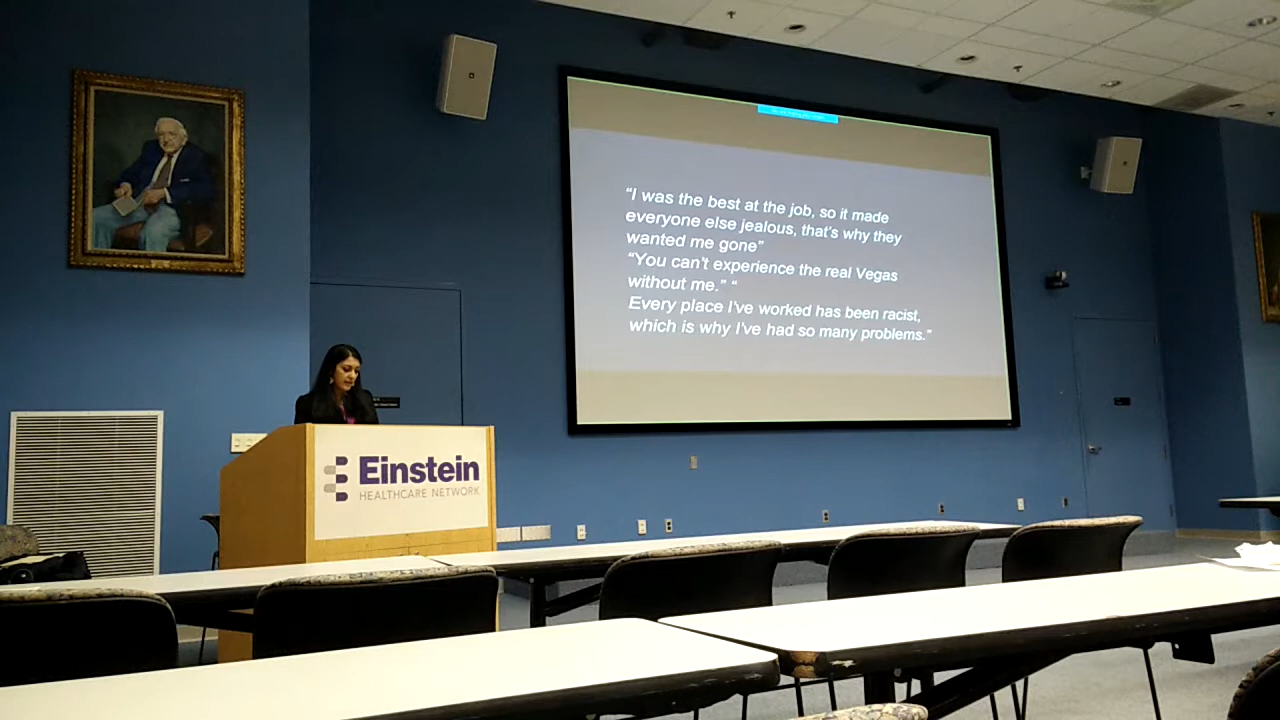 “I was the best at the job, so it made
everyone else jealous, that's why they
wanted me gone”
“You can't experience the real Vegas
without me.” “
Every place I've worked has been racist,
which is why I've had so many problems.”
Einstein
HEALTHCARE NETWORK